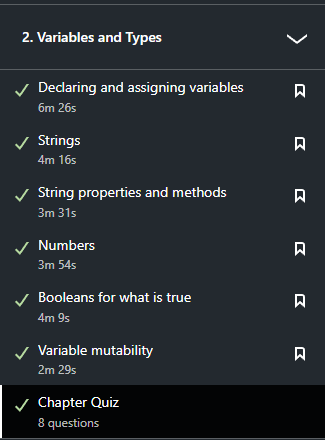 2. Variables and Types
Declaring and assigning variables
6m 26s
Strings
4m 16s
String properties and methods
3m 31s
Numbers
3m 54s
Booleans for what is true
4m 9s
Variable mutability
2m 29s
Chapter Quiz
8 questions